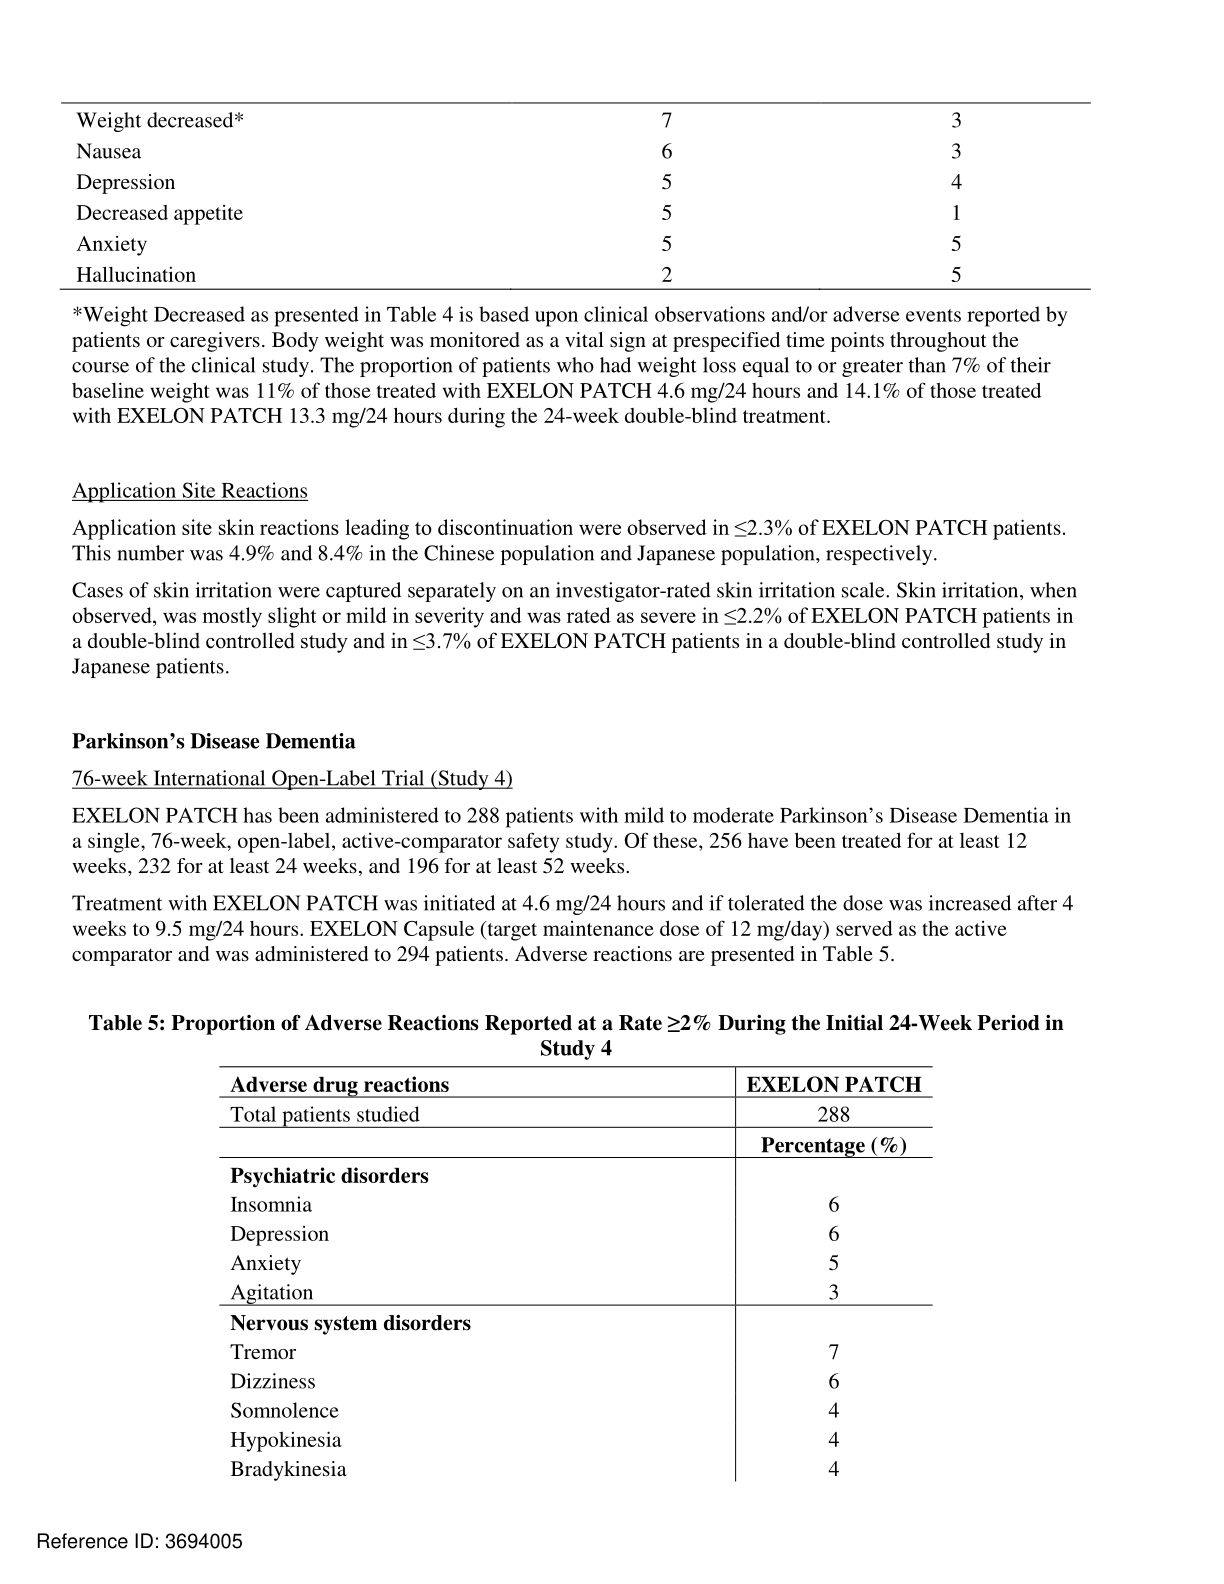 Weight decreased* 7 3
Nausea 6 3
Depression 5 4
Decreased appetite 5 1
Anxiety 5 5
Hallucination 2 5
*Weight Decreased as presented in Table 4 is based upon clinical observations and/or adverse events reported by
patients or caregivers. Body weight was monitored as a vital sign at prespecified time points throughout the
course of the clinical study. The proportion of patients who had weight loss equal to or greater than 7% of their
baseline weight was 11% of those treated with EXELON PATCH 4.6 mg/24 hours and 14.1% of those treated
with EXELON PATCH 13.3 mg/24 hours during the 24-week double-blind treatment.
Application Site Reactions
Application site skin reactions leading to discontinuation were observed in ≤2.3% of EXELON PATCH patients.
This number was 4.9% and 8.4% in the Chinese population and Japanese population, respectively.
Cases of skin irritation were captured separately on an investigator-rated skin irritation scale. Skin irritation, when
observed, was mostly slight or mild in severity and was rated as severe in ≤2.2% of EXELON PATCH patients in
a double-blind controlled study and in ≤3.7% of EXELON PATCH patients in a double-blind controlled study in
Japanese patients.
Parkinson’s Disease Dementia
76-week International Open-Label Trial (Study 4)
EXELON PATCH has been administered to 288 patients with mild to moderate Parkinson’s Disease Dementia in
a single, 76-week, open-label, active-comparator safety study. Of these, 256 have been treated for at least 12
weeks, 232 for at least 24 weeks, and 196 for at least 52 weeks.
Treatment with EXELON PATCH was initiated at 4.6 mg/24 hours and if tolerated the dose was increased after 4
weeks to 9.5 mg/24 hours. EXELON Capsule (target maintenance dose of 12 mg/day) served as the active
comparator and was administered to 294 patients. Adverse reactions are presented in Table 5.
Table 5: Proportion of Adverse Reactions Reported at a Rate ≥2% During the Initial 24-Week Period in
Study 4
Adverse drug reactions EXELON PATCH
Total patients studied 288
Percentage (%)
Psychiatric disorders
Insomnia 6
Depression 6
Anxiety 5
Agitation 3
Nervous system disorders
Tremor 7
Dizziness 6
Somnolence 4
Hypokinesia 4
Bradykinesia 4
Reference ID: 3694005